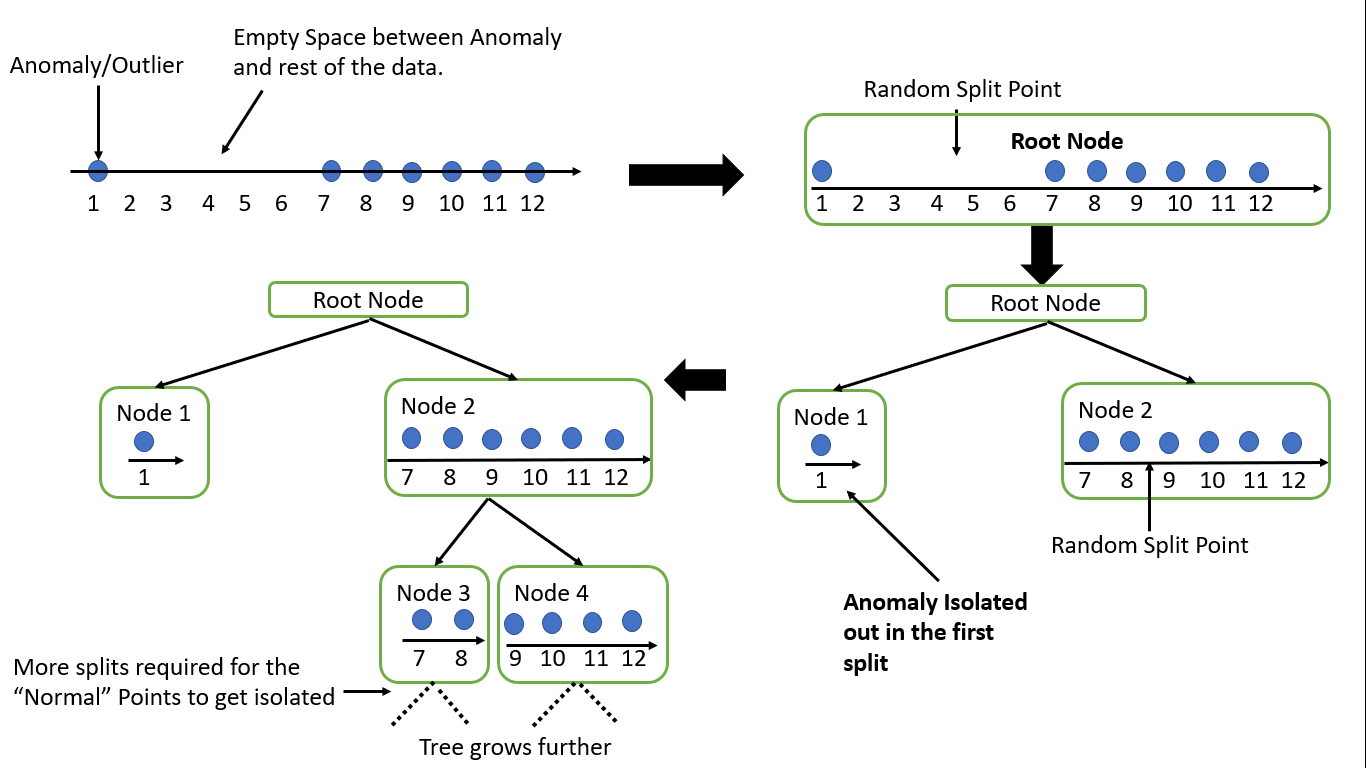 Empty Space between Anomaly
and rest of the data.
Anomaly/Outlier
1 2 3 4 5 6 7 8 9 10 11 12
Random Split Point
Root Node
1 2 3 4 5 6 7 8 9 10 11 12
Root Node
Node 1
1
Node 2
7 8 9 10 11 12
Random Split Point
Anomaly Isolated
out in the first
split
Root Node
Node 1
1
Node 2
7 8 9 10 11 12
Node 3
7 8
Node 4
9 10 11 12
More splits required for the
“Normal” Points to get isolated
Tree grows further